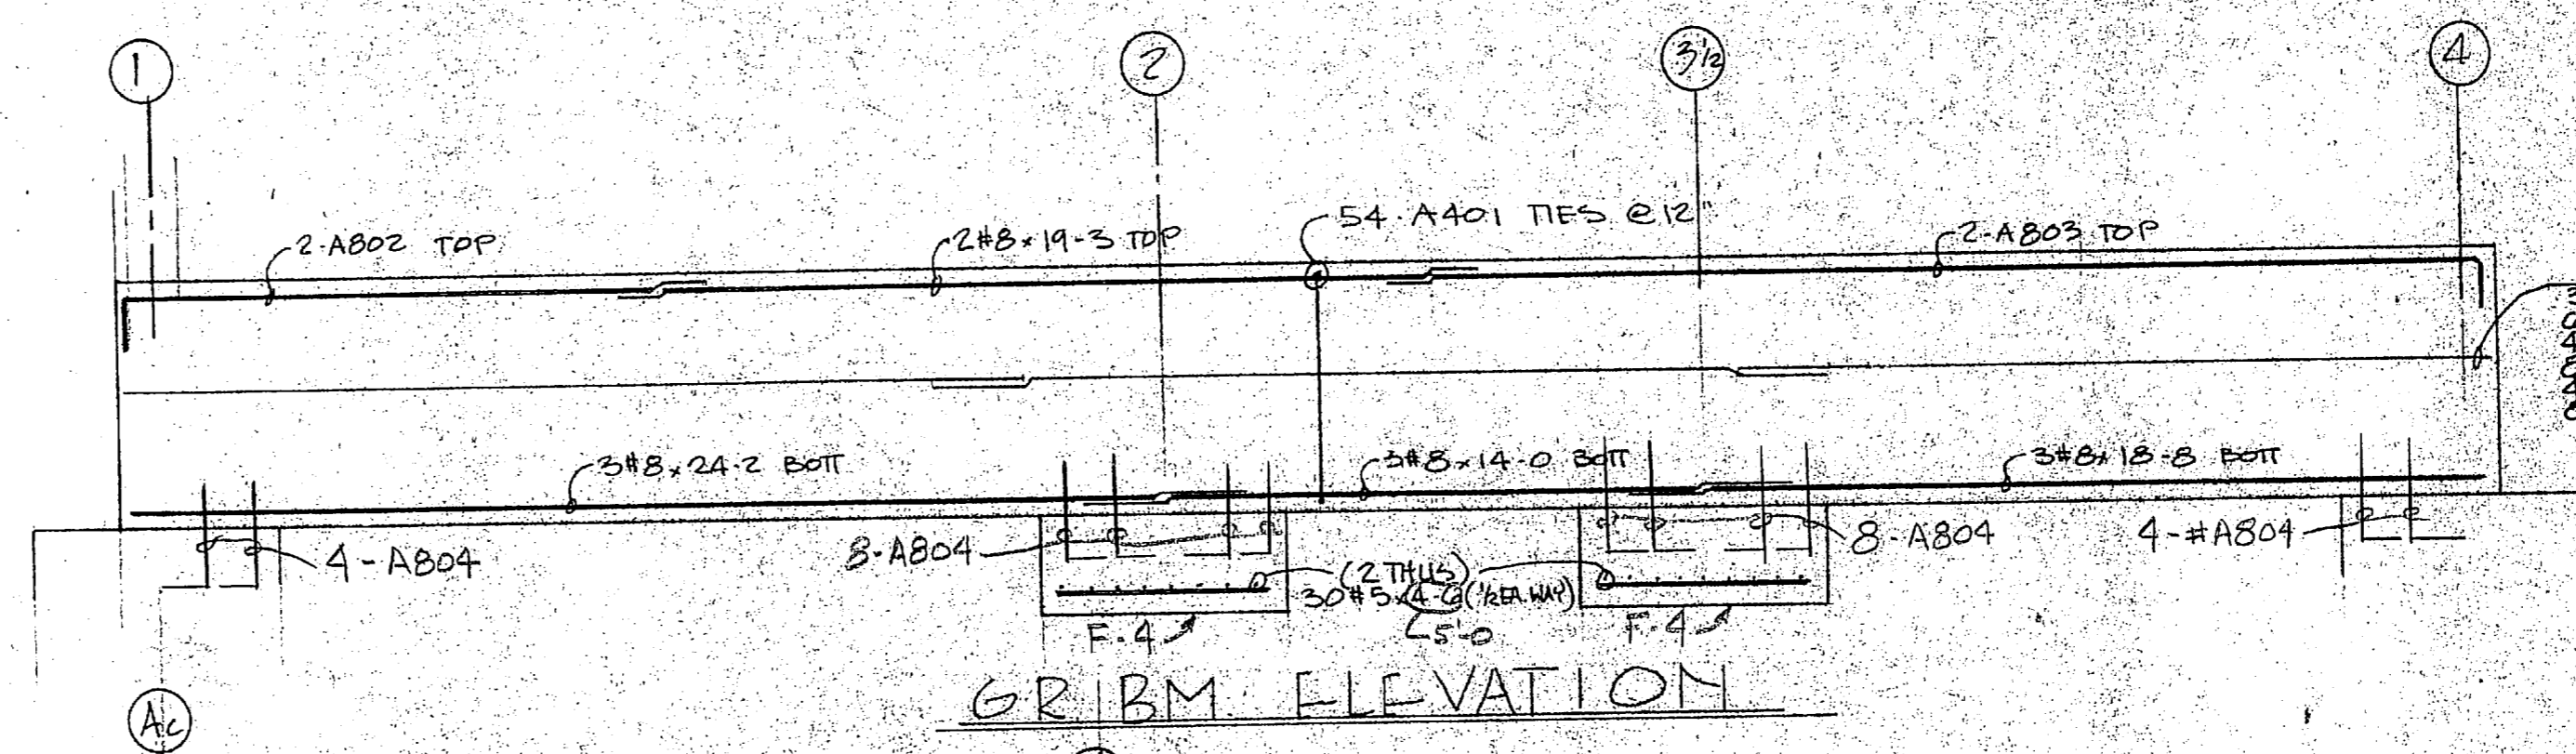 1
2
3½
4
54-A401 TIES @ 12"
2-A802 TOP
2#8x19-3 TOP
2-A803 TOP
3#8x24-2 BOTT
3#8x14-0 BOTT
3#8x18-8 BOTT
4-A804
8-A804
8-A804
4-#A804
(2 THUS)
30#5x4-6 (½ EA. WAY)
5'-0
F-4
F-4
GR BM ELEVATION
Ac